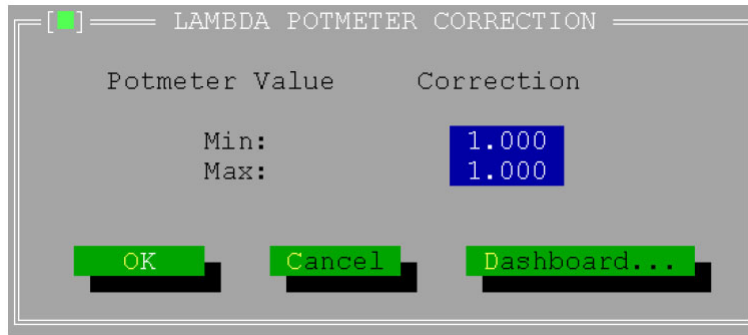 [■] LAMBDA POTMETER CORRECTION
Potmeter Value Correction
Min: 1.000
Max: 1.000
OK Cancel Dashboard...